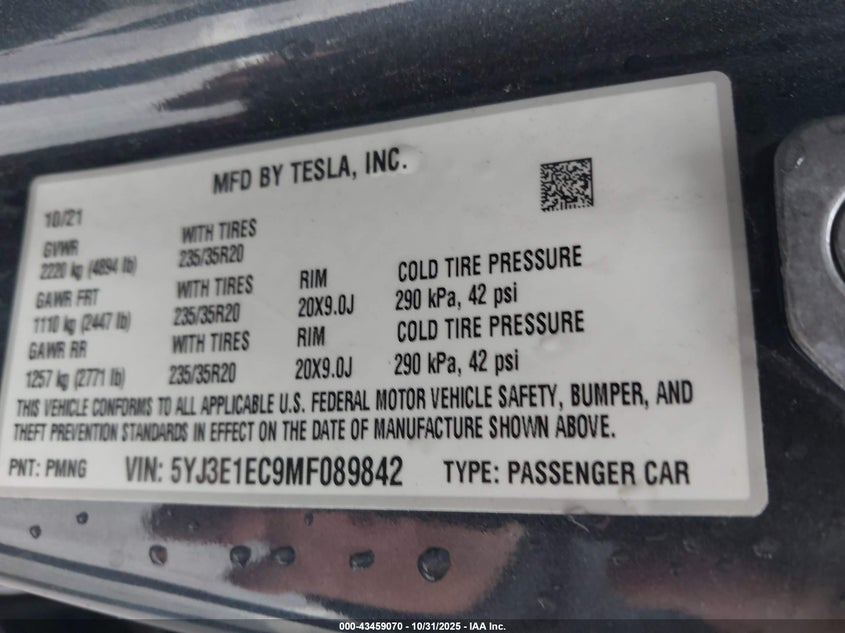 MFD BY TESLA, INC.
10/21
GVWR WITH TIRES
2220 kg (4894 lb) 235/35R20
GAWR FRT WITH TIRES RIM COLD TIRE PRESSURE
1110 kg (2447 lb) 235/35R20 20X9.0J 290 kPa, 42 psi
GAWR RR WITH TIRES RIM COLD TIRE PRESSURE
1257 kg (2771 lb) 235/35R20 20X9.0J 290 kPa, 42 psi
THIS VEHICLE CONFORMS TO ALL APPLICABLE U.S. FEDERAL MOTOR VEHICLE SAFETY, BUMPER, AND
THEFT PREVENTION STANDARDS IN EFFECT ON THE DATE OF MANUFACTURE SHOWN ABOVE.
PNT: PMNG VIN: 5YJ3E1EC9MF089842 TYPE: PASSENGER CAR
000-43459070 - 10/31/2025 - IAA Inc.